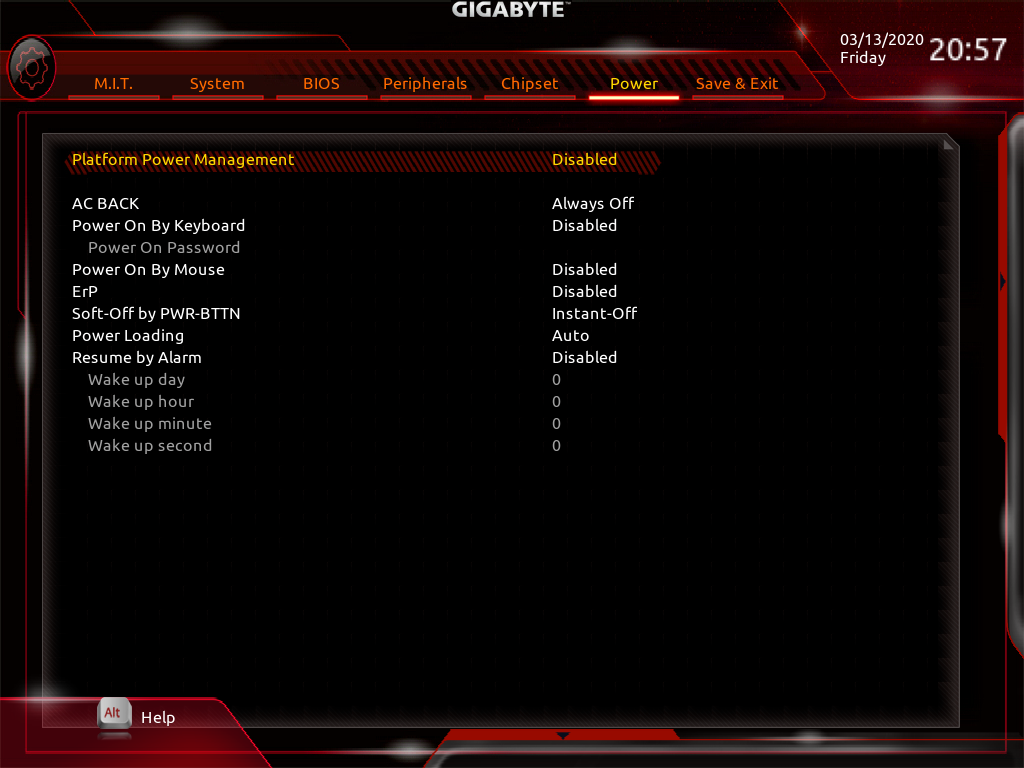 GIGABYTE™
03/13/2020
Friday
20:57
M.I.T. System BIOS Peripherals Chipset Power Save & Exit
Platform Power Management Disabled
AC BACK Always Off
Power On By Keyboard Disabled
Power On Password
Power On By Mouse Disabled
ErP Disabled
Soft-Off by PWR-BTTN Instant-Off
Power Loading Auto
Resume by Alarm Disabled
Wake up day 0
Wake up hour 0
Wake up minute 0
Wake up second 0
Alt Help